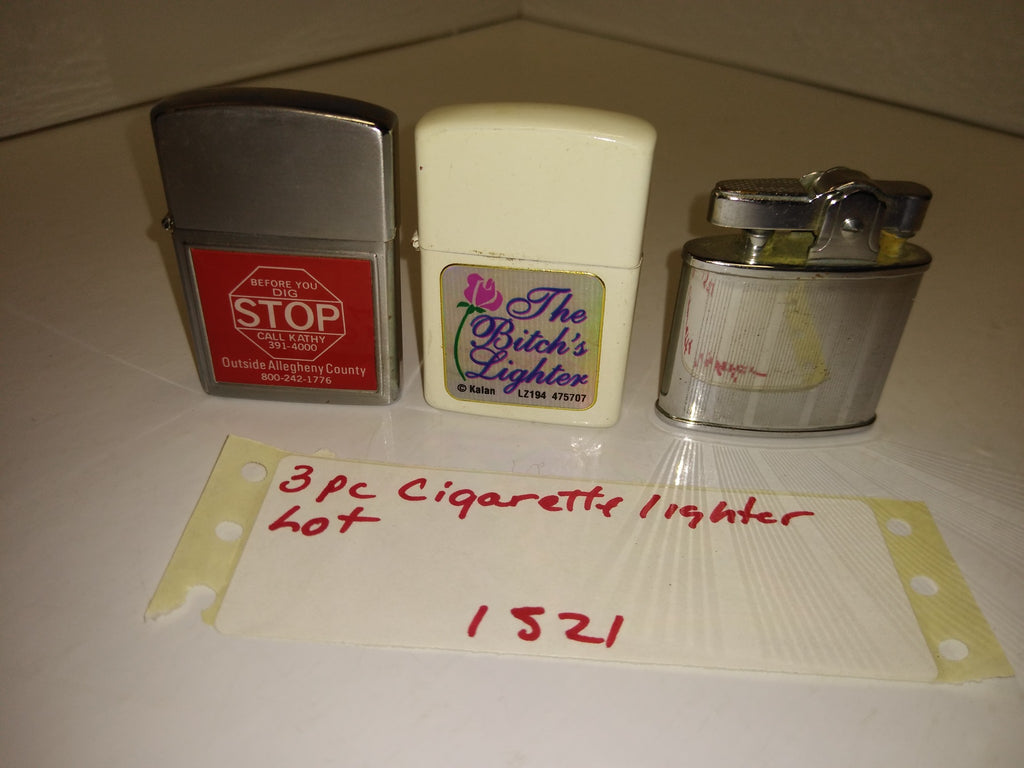 BEFORE YOU
DIG
STOP
CALL KATHY
391-4000
Outside Allegheny County
800-242-1776
The
Bitch's
Lighter
© Kalan LZ194 475707
3 pc Cigarette lighter
Lot
1521